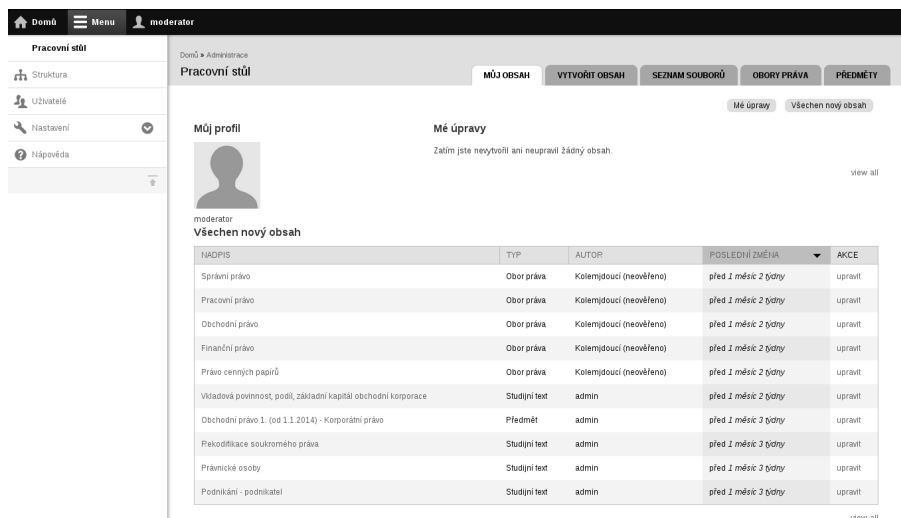 Domů Menu moderator
Pracovní stůl
Struktura
Uživatelé
Nastavení
Nápověda
Domů » Administrace
Pracovní stůl
MŮJ OBSAH VYTVOŘIT OBSAH SEZNAM SOUBORŮ OBORY PRÁVA PŘEDMĚTY
Mé úpravy Všechen nový obsah
Můj profil
moderator
Mé úpravy
Zatím jste nevytvořil ani neupravil žádný obsah.
view all
Všechen nový obsah
NADPIS TYP AUTOR POSLEDNÍ ZMĚNA AKCE
Správní právo Obor práva Kolemjdoucí (neověřeno) před 1 měsíc 2 týdny upravit
Pracovní právo Obor práva Kolemjdoucí (neověřeno) před 1 měsíc 2 týdny upravit
Obchodní právo Obor práva Kolemjdoucí (neověřeno) před 1 měsíc 2 týdny upravit
Finanční právo Obor práva Kolemjdoucí (neověřeno) před 1 měsíc 2 týdny upravit
Právo cenných papírů Obor práva Kolemjdoucí (neověřeno) před 1 měsíc 2 týdny upravit
Vkladová povinnost, podíl, základní kapitál obchodní korporace Studijní text admin před 1 měsíc 2 týdny upravit
Obchodní právo 1. (od 1.1.2014) - Korporátní právo Předmět admin před 1 měsíc 3 týdny upravit
Rekodifikace soukromého práva Studijní text admin před 1 měsíc 3 týdny upravit
Právnické osoby Studijní text admin před 1 měsíc 3 týdny upravit
Podnikání - podnikatel Studijní text admin před 1 měsíc 3 týdny upravit
view all